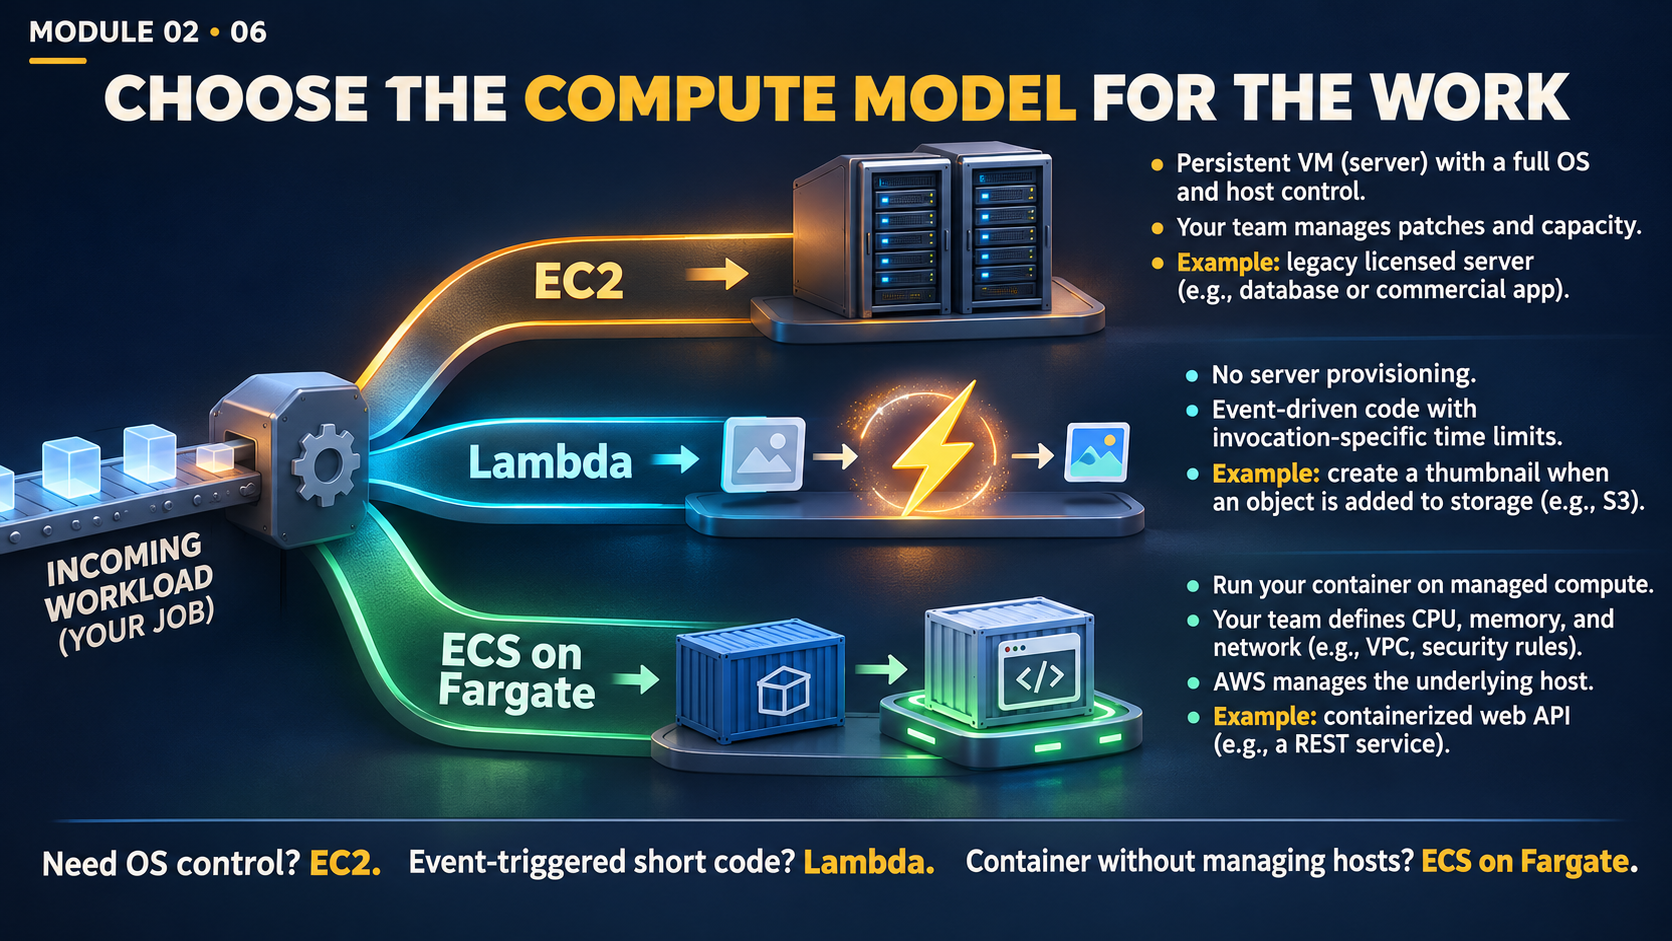 MODULE 02 • 06
CHOOSE THE COMPUTE MODEL FOR THE WORK
EC2
• Persistent VM (server) with a full OS
and host control.
• Your team manages patches and capacity.
• Example: legacy licensed server
(e.g., database or commercial app).
Lambda
• No server provisioning.
• Event-driven code with
invocation-specific time limits.
• Example: create a thumbnail when
an object is added to storage (e.g., S3).
INCOMING
WORKLOAD
(YOUR JOB)
ECS on
Fargate
</>
• Run your container on managed compute.
• Your team defines CPU, memory, and
network (e.g., VPC, security rules).
• AWS manages the underlying host.
• Example: containerized web API
(e.g., a REST service).
Need OS control? EC2. Event-triggered short code? Lambda. Container without managing hosts? ECS on Fargate.